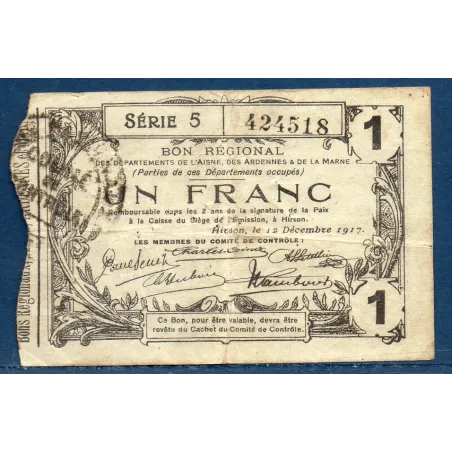 SÉRIE 5
424518
1
BON RÉGIONAL
DES DÉPARTEMENTS DE L'AISNE, DES ARDENNES & DE LA MARNE
(Parties de ces Départements occupés)
UN FRANC
Remboursable dans les 2 ans de la signature de la Paix
à la Caisse du Siège de l'Émission, à Hirson.
Hirson, le 12 Décembre 1917.
LES MEMBRES DU COMITÉ DE CONTRÔLE :
1
Ce Bon, pour être valable, devra être
revêtu du Cachet du Comité de Contrôle.
Bons Régionaux